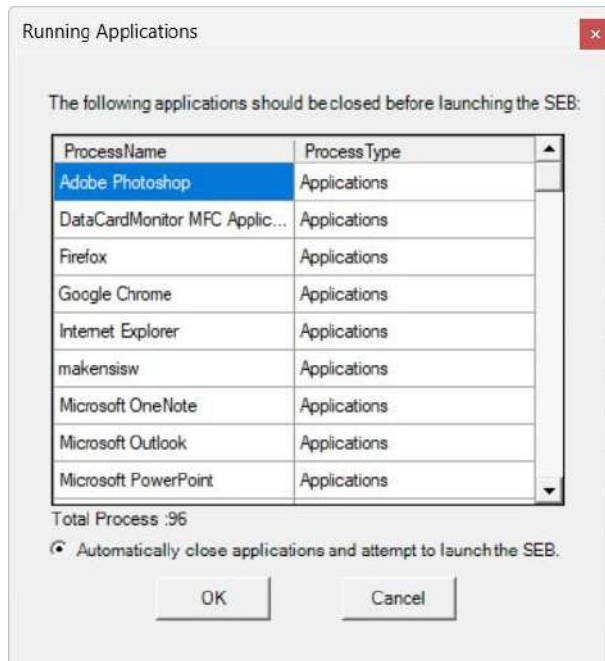 Running Applications
The following applications should be closed before launching the SEB:
ProcessName ProcessType
Adobe Photoshop Applications
DataCardMonitor MFC Applic... Applications
Firefox Applications
Google Chrome Applications
Internet Explorer Applications
makensisw Applications
Microsoft OneNote Applications
Microsoft Outlook Applications
Microsoft PowerPoint Applications
Total Process :96
Automatically close applications and attempt to launch the SEB.
OK Cancel